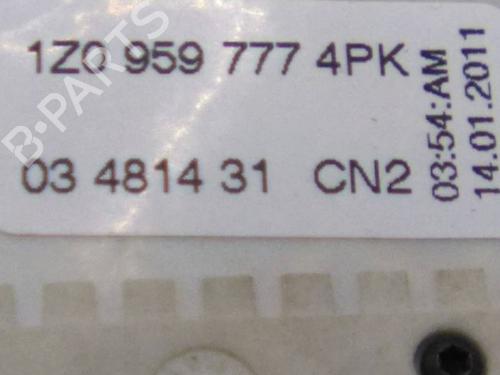 1Z0 959 777 4PK
03 4814 31 CN2
03:54:AM
14.01.2011
B-PARTS